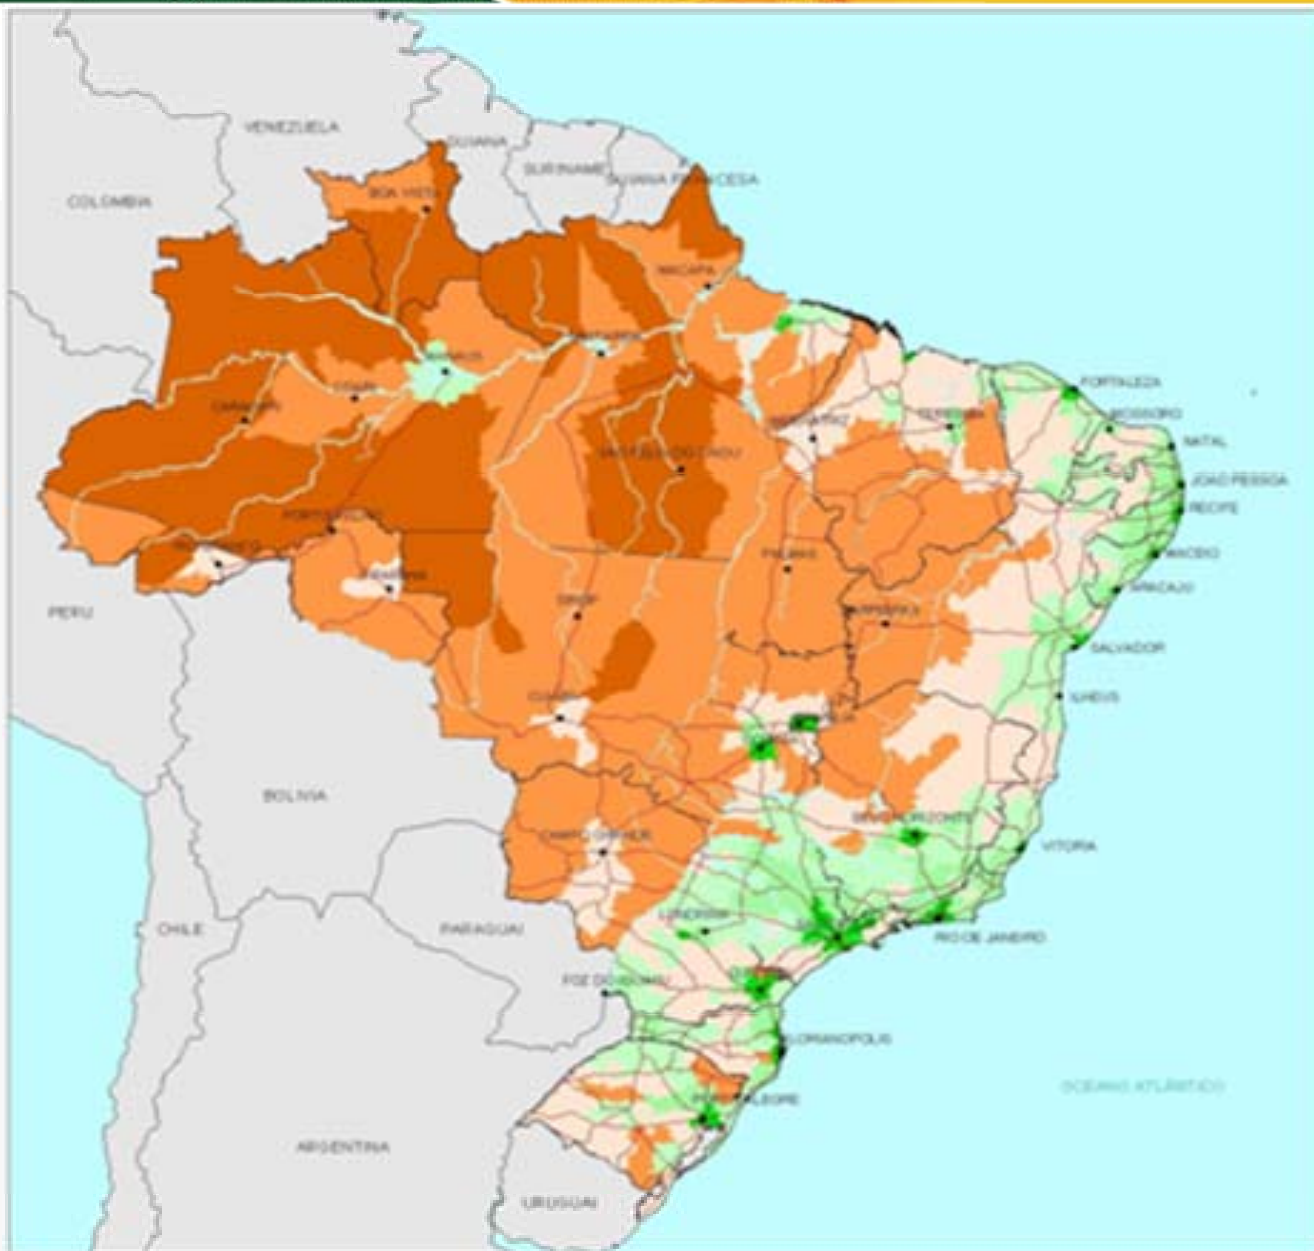 VENEZUELA
GUIANA
SURINAME
GUIANA FRANCESA
COLOMBIA
BOA VISTA
MACAPA
MANAUS
FORTALEZA
MOSSORO
TERESINA
NATAL
JOAO PESSOA
RECIFE
MACEIO
PERU
PALMAS
ARACAJU
SINOP
SALVADOR
ILHEUS
CUIABA
BOLIVIA
CAMPO GRANDE
BELO HORIZONTE
VITORIA
LONDRINA
CHILE
PARAGUAI
RIO DE JANEIRO
FOZ DO IGUACU
FLORIANOPOLIS
OCEANO ATLÂNTICO
PORTO ALEGRE
ARGENTINA
URUGUAI